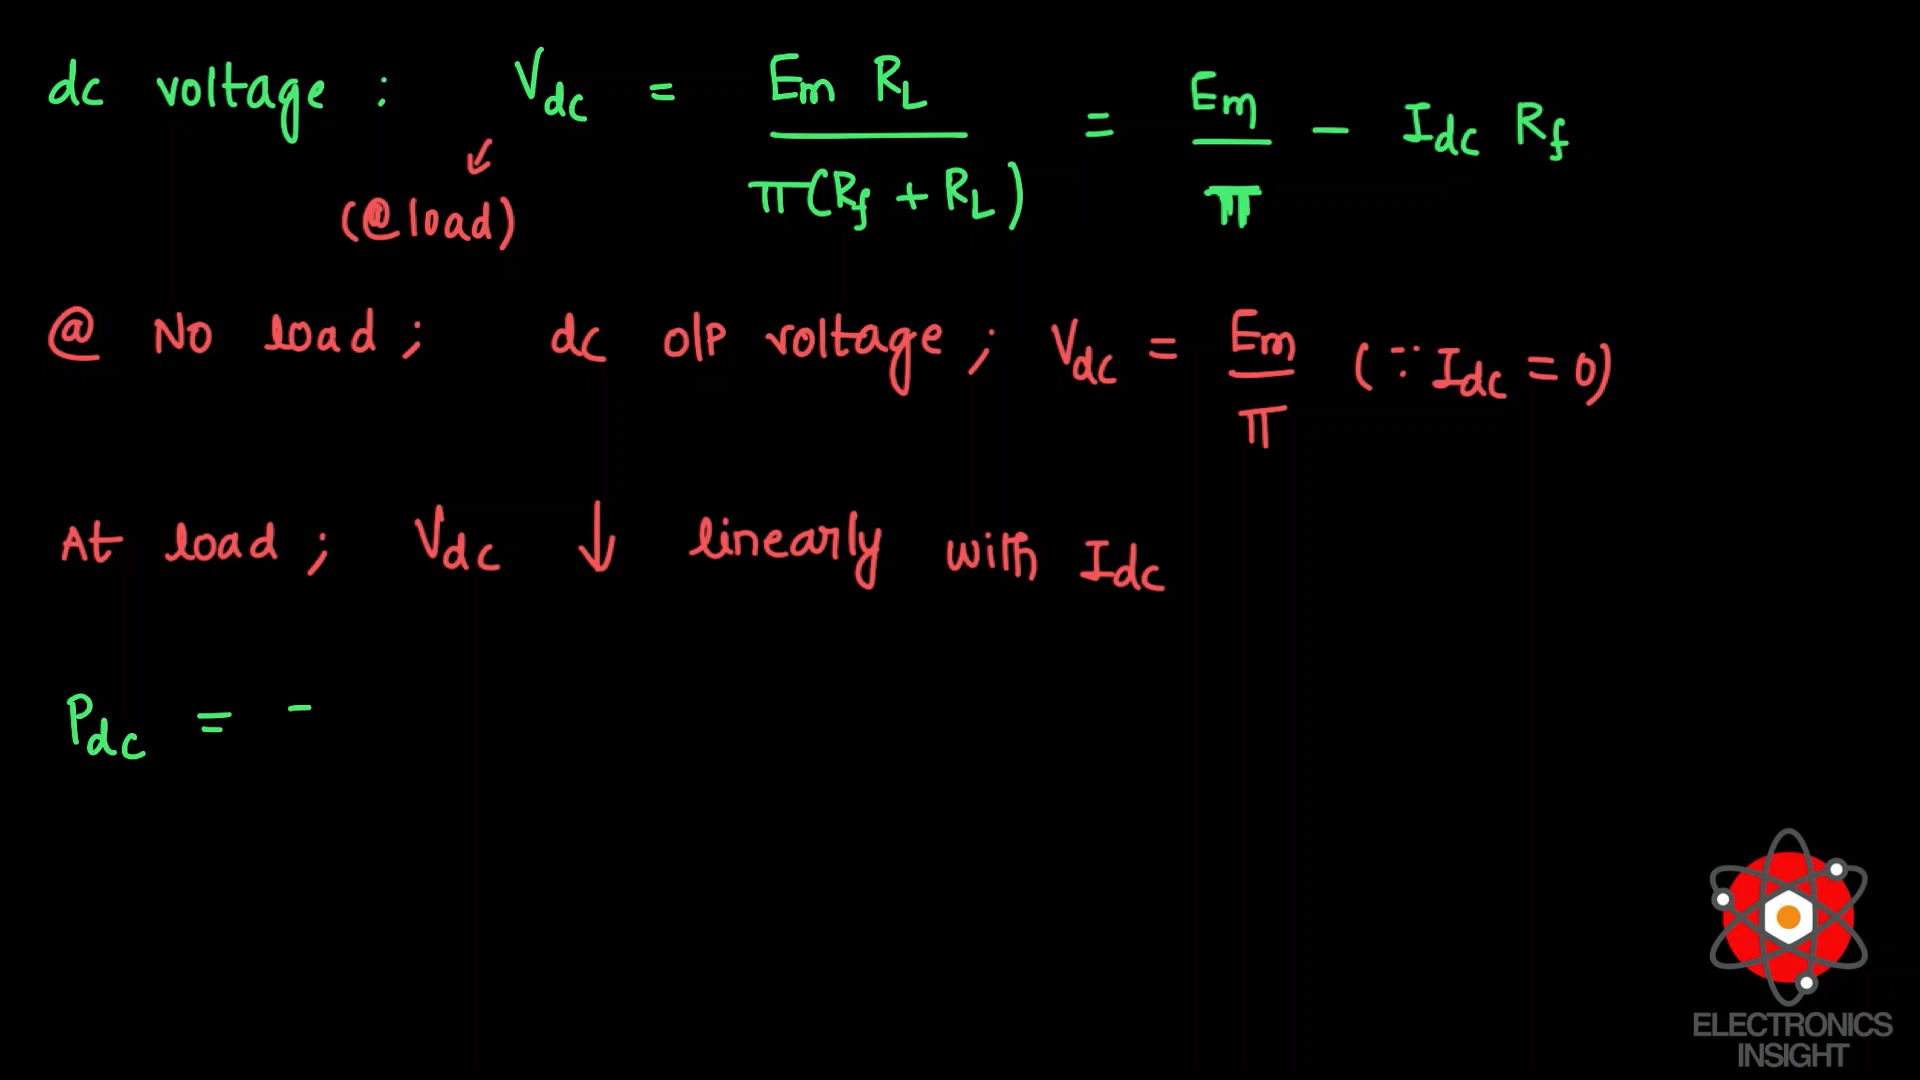 dc voltage : Vdc = Em RL / π(Rf + RL) = Em / π − Idc Rf
(@load)
@ No load ; dc o/p voltage ; Vdc = Em / π (∵ Idc = 0)
At load ; Vdc ↓ linearly with Idc
Pdc =
ELECTRONICS
INSIGHT